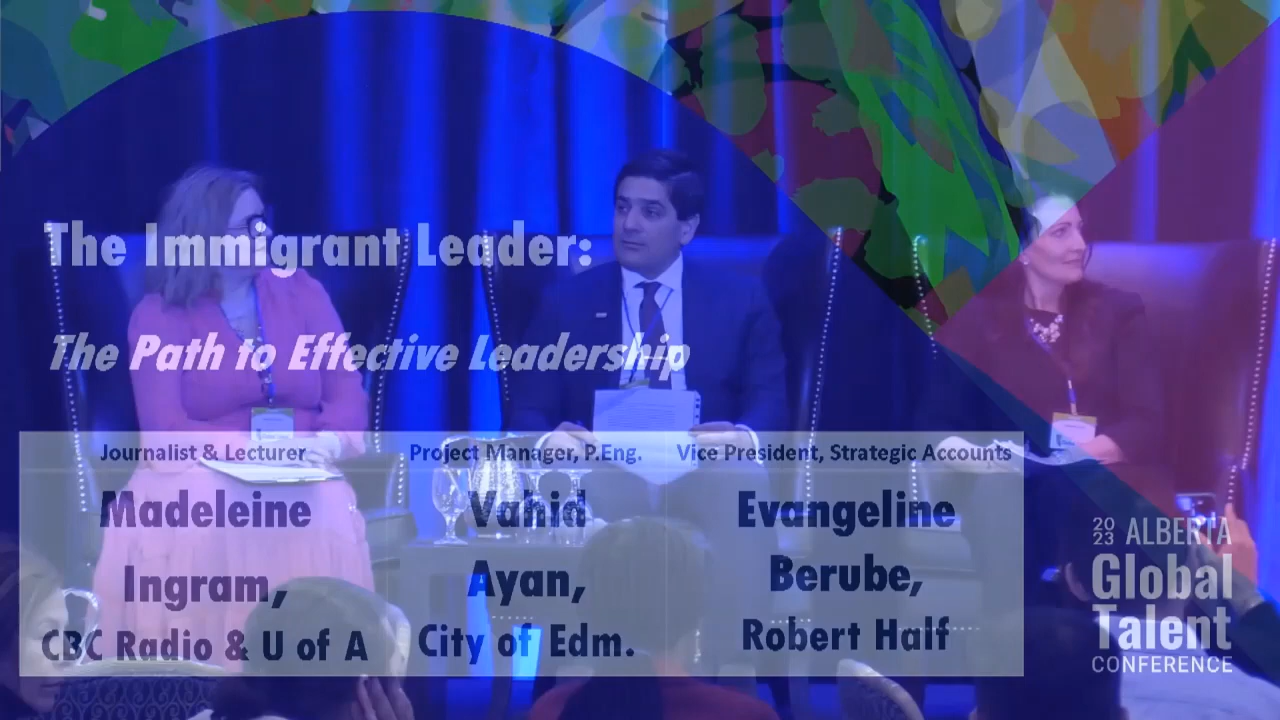 The Immigrant Leader:
The Path to Effective Leadership
Journalist & Lecturer
Madeleine
Ingram,
CBC Radio & U of A
Project Manager, P.Eng.
Vahid
Ayan,
City of Edm.
Vice President, Strategic Accounts
Evangeline
Berube,
Robert Half
2023 ALBERTA
Global
Talent
CONFERENCE